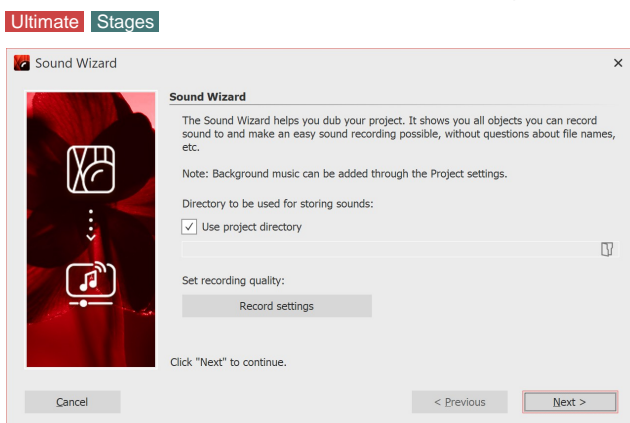 Ultimate Stages
Sound Wizard
Sound Wizard
The Sound Wizard helps you dub your project. It shows you all objects you can record
sound to and make an easy sound recording possible, without questions about file names,
etc.
Note: Background music can be added through the Project settings.
Directory to be used for storing sounds:
Use project directory
Set recording quality:
Record settings
Click "Next" to continue.
Cancel
< Previous
Next >